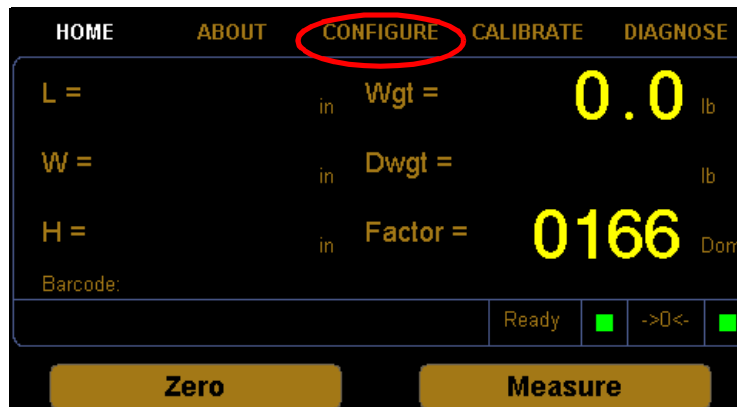 HOME ABOUT CONFIGURE CALIBRATE DIAGNOSE
L = in Wgt = 0.0 lb
W = in Dwgt = lb
H = in Factor = 0166 Dom
Barcode:
Ready ->0<-
Zero Measure